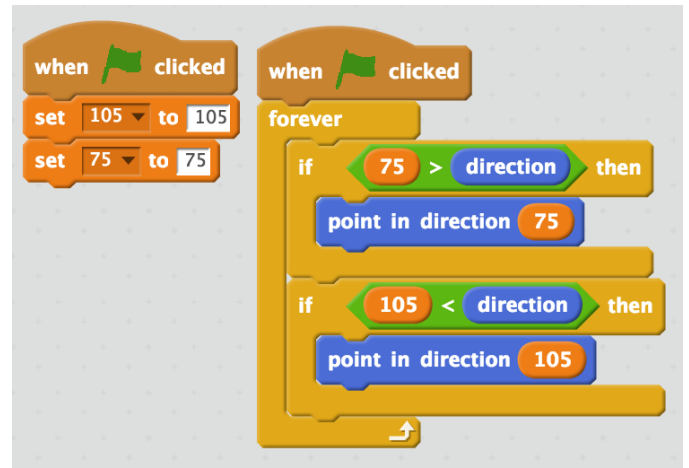 when clicked
set 105 to 105
set 75 to 75
when clicked
forever
if 75 > direction then
point in direction 75
if 105 < direction then
point in direction 105